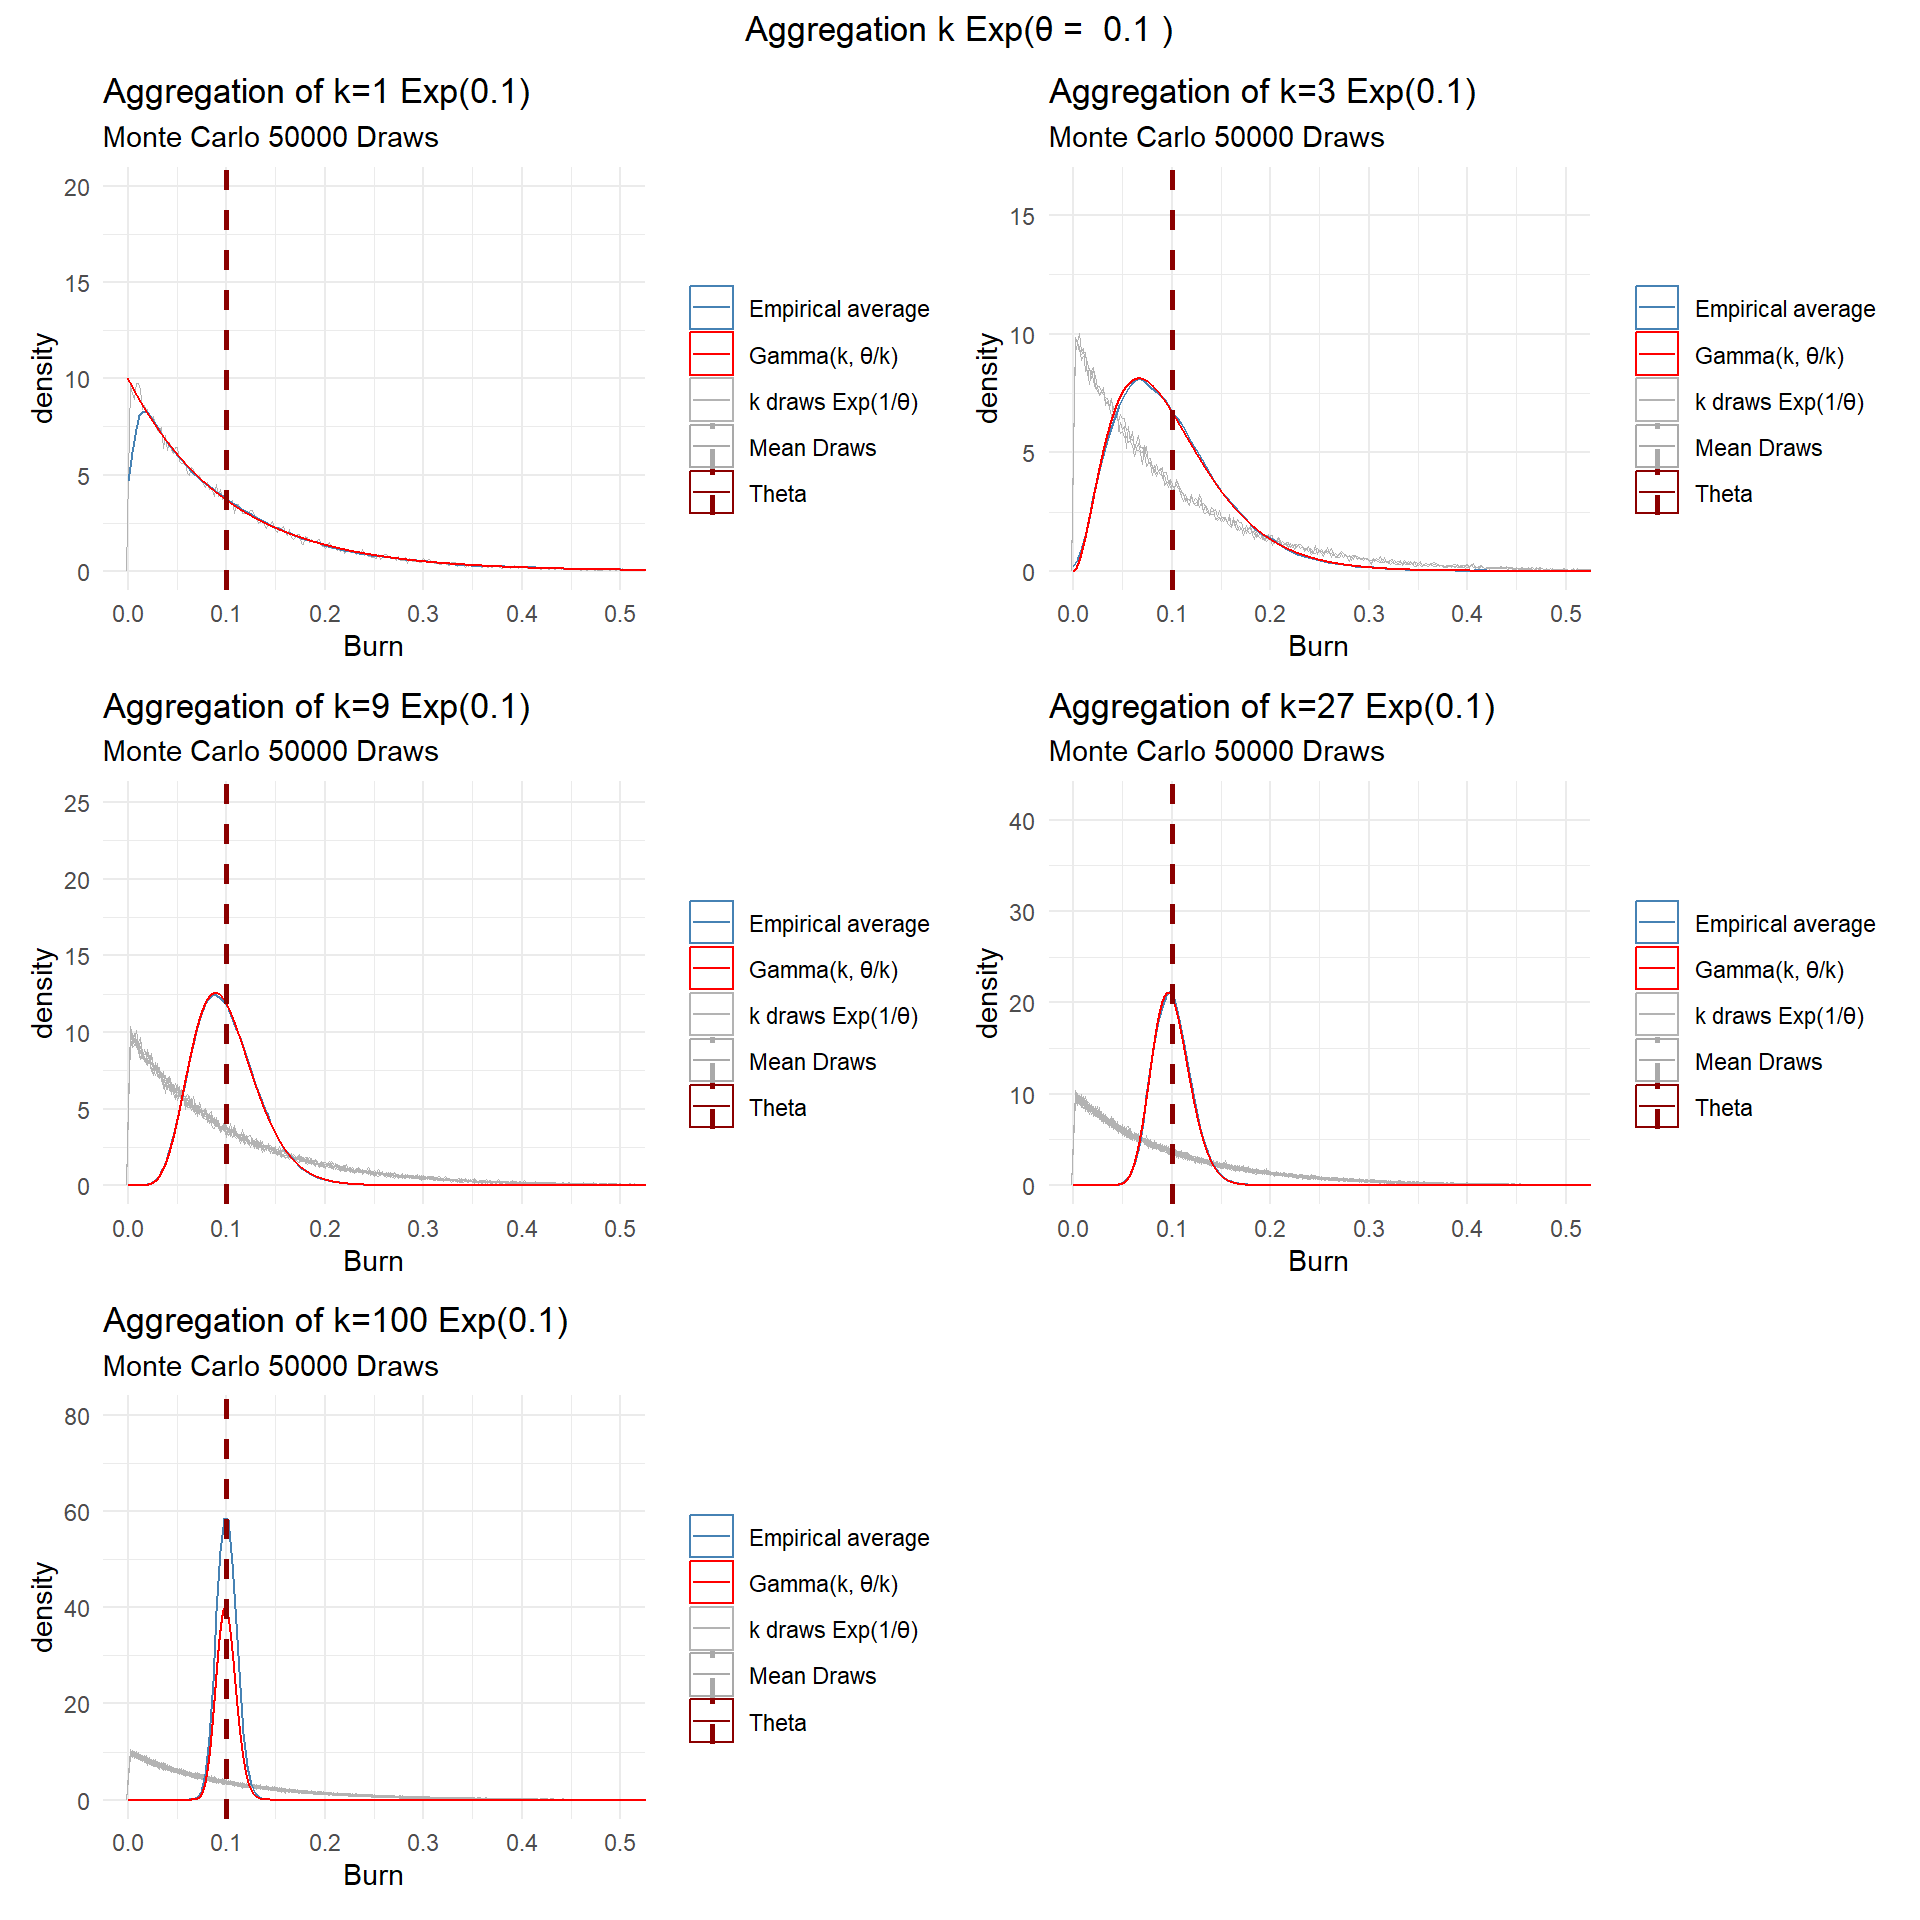 Aggregation k Exp(θ =  0.1 )
Aggregation of k=1 Exp(0.1)
Monte Carlo 50000 Draws
20
15
10
5
0
density
0.0 0.1 0.2 0.3 0.4 0.5
Burn
Empirical average
Gamma(k, θ/k)
k draws Exp(1/θ)
Mean Draws
Theta
Aggregation of k=3 Exp(0.1)
Monte Carlo 50000 Draws
15
10
5
0
density
0.0 0.1 0.2 0.3 0.4 0.5
Burn
Empirical average
Gamma(k, θ/k)
k draws Exp(1/θ)
Mean Draws
Theta
Aggregation of k=9 Exp(0.1)
Monte Carlo 50000 Draws
25
20
15
10
5
0
density
0.0 0.1 0.2 0.3 0.4 0.5
Burn
Empirical average
Gamma(k, θ/k)
k draws Exp(1/θ)
Mean Draws
Theta
Aggregation of k=27 Exp(0.1)
Monte Carlo 50000 Draws
40
30
20
10
0
density
0.0 0.1 0.2 0.3 0.4 0.5
Burn
Empirical average
Gamma(k, θ/k)
k draws Exp(1/θ)
Mean Draws
Theta
Aggregation of k=100 Exp(0.1)
Monte Carlo 50000 Draws
80
60
40
20
0
density
0.0 0.1 0.2 0.3 0.4 0.5
Burn
Empirical average
Gamma(k, θ/k)
k draws Exp(1/θ)
Mean Draws
Theta